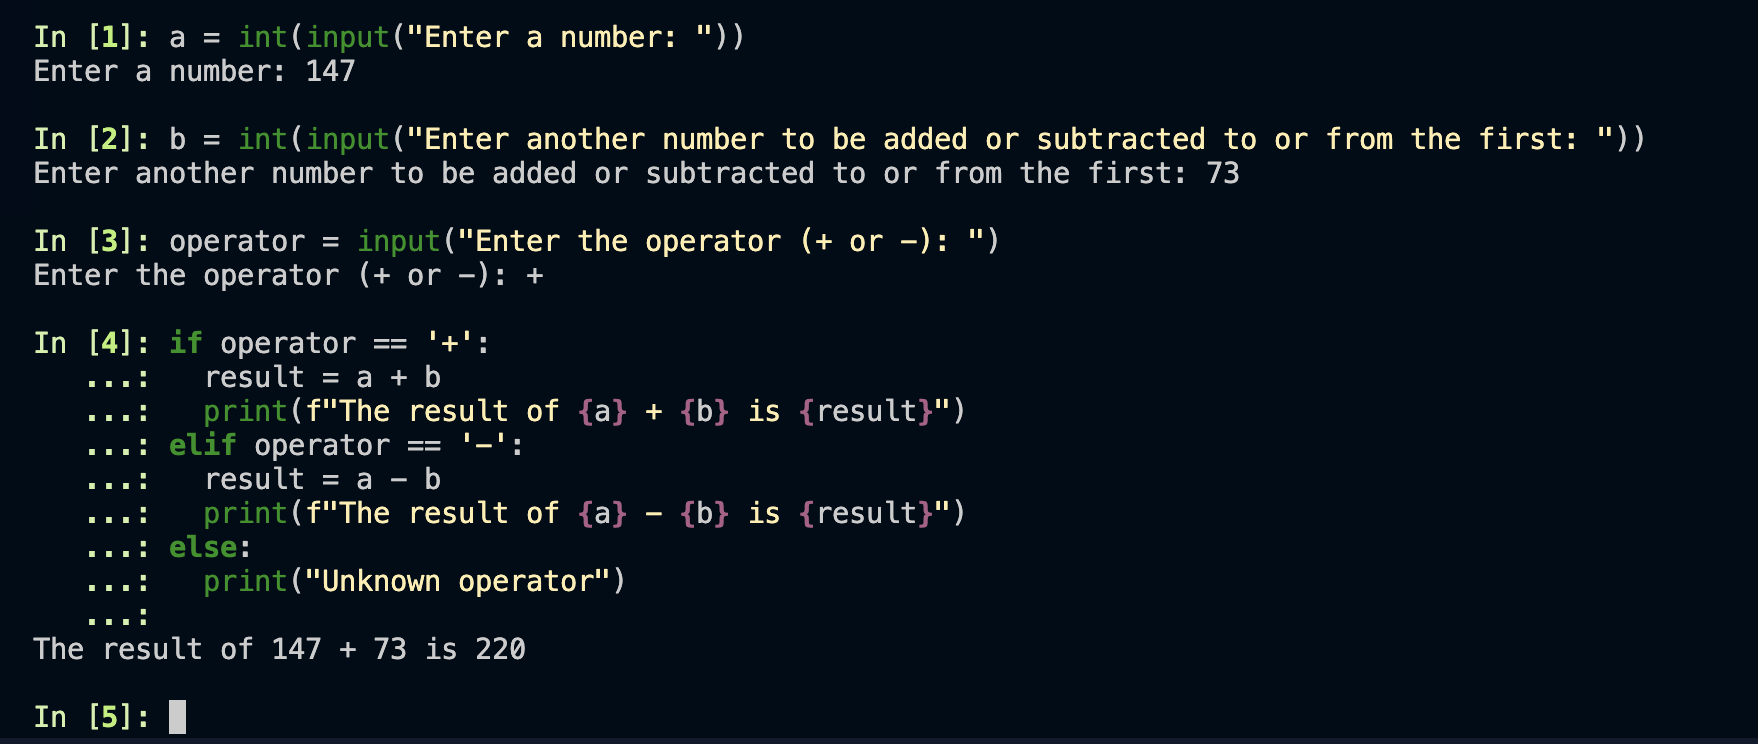 In [1]: a = int(input("Enter a number: "))
Enter a number: 147
In [2]: b = int(input("Enter another number to be added or subtracted to or from the first: "))
Enter another number to be added or subtracted to or from the first: 73
In [3]: operator = input("Enter the operator (+ or -): ")
Enter the operator (+ or -): +
In [4]: if operator == '+':
   ...:   result = a + b
   ...:   print(f"The result of {a} + {b} is {result}")
   ...: elif operator == '-':
   ...:   result = a - b
   ...:   print(f"The result of {a} - {b} is {result}")
   ...: else:
   ...:   print("Unknown operator")
   ...:
The result of 147 + 73 is 220
In [5]: